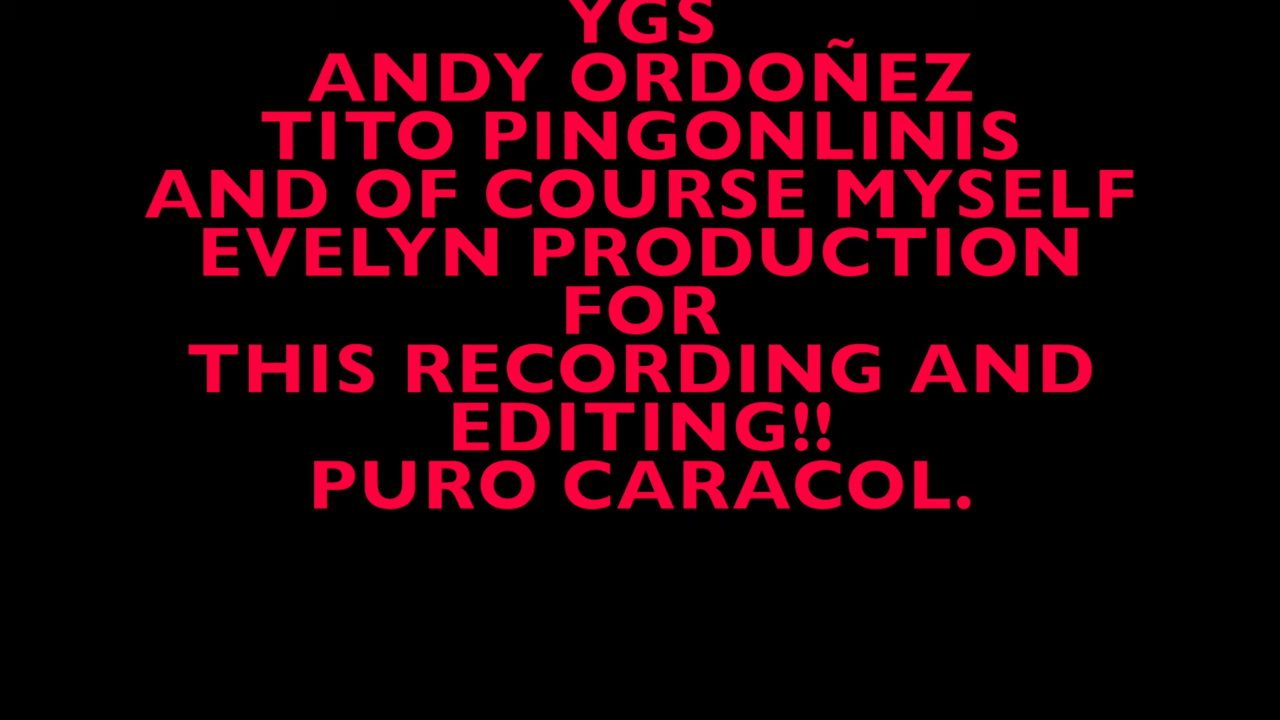 YGS
ANDY ORDOÑEZ
TITO PINGONLINIS
AND OF COURSE MYSELF
EVELYN PRODUCTION
FOR
THIS RECORDING AND
EDITING!!
PURO CARACOL.